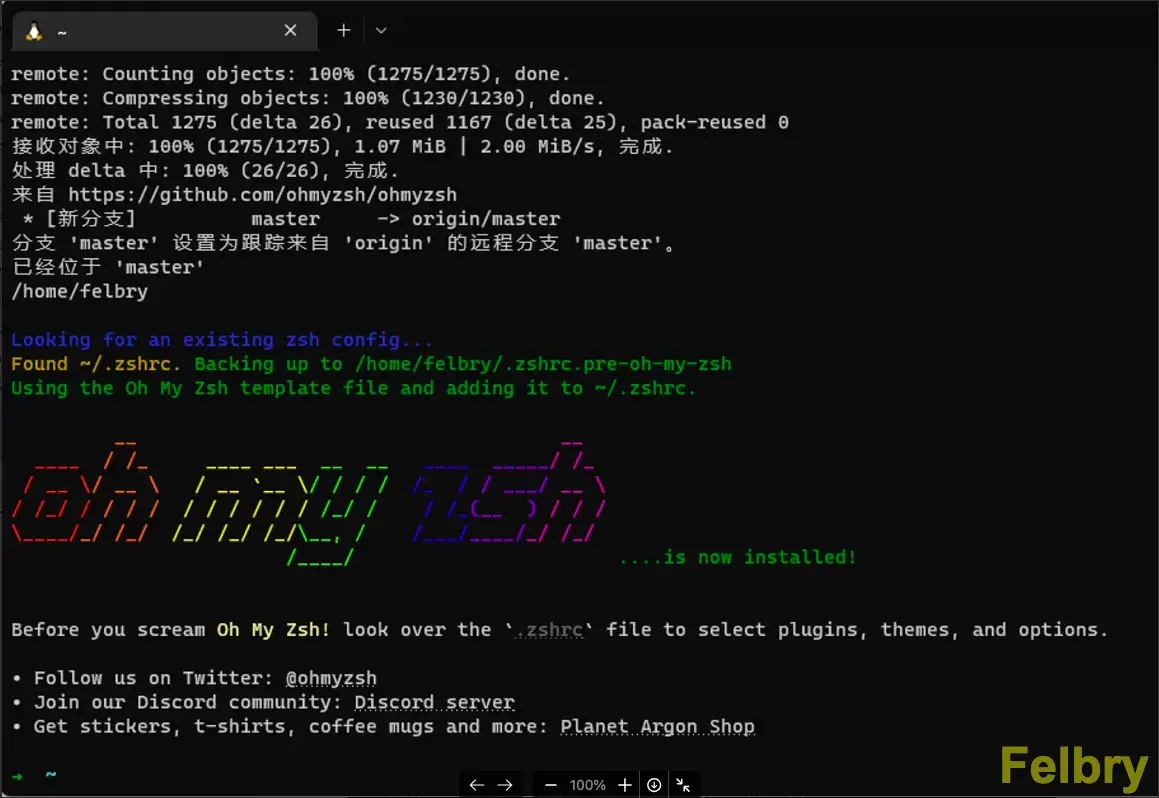 ~
remote: Counting objects: 100% (1275/1275), done.
remote: Compressing objects: 100% (1230/1230), done.
remote: Total 1275 (delta 26), reused 1167 (delta 25), pack-reused 0
接收对象中: 100% (1275/1275), 1.07 MiB | 2.00 MiB/s, 完成.
处理 delta 中: 100% (26/26), 完成.
来自 https://github.com/ohmyzsh/ohmyzsh
 * [新分支]          master     -> origin/master
分支 'master' 设置为跟踪来自 'origin' 的远程分支 'master'。
已经位于 'master'
/home/felbry
Looking for an existing zsh config...
Found ~/.zshrc. Backing up to /home/felbry/.zshrc.pre-oh-my-zsh
Using the Oh My Zsh template file and adding it to ~/.zshrc.
oh my zsh
....is now installed!
Before you scream Oh My Zsh! look over the `.zshrc` file to select plugins, themes, and options.
• Follow us on Twitter: @ohmyzsh
• Join our Discord community: Discord server
• Get stickers, t-shirts, coffee mugs and more: Planet Argon Shop
→ ~
100%
Felbry